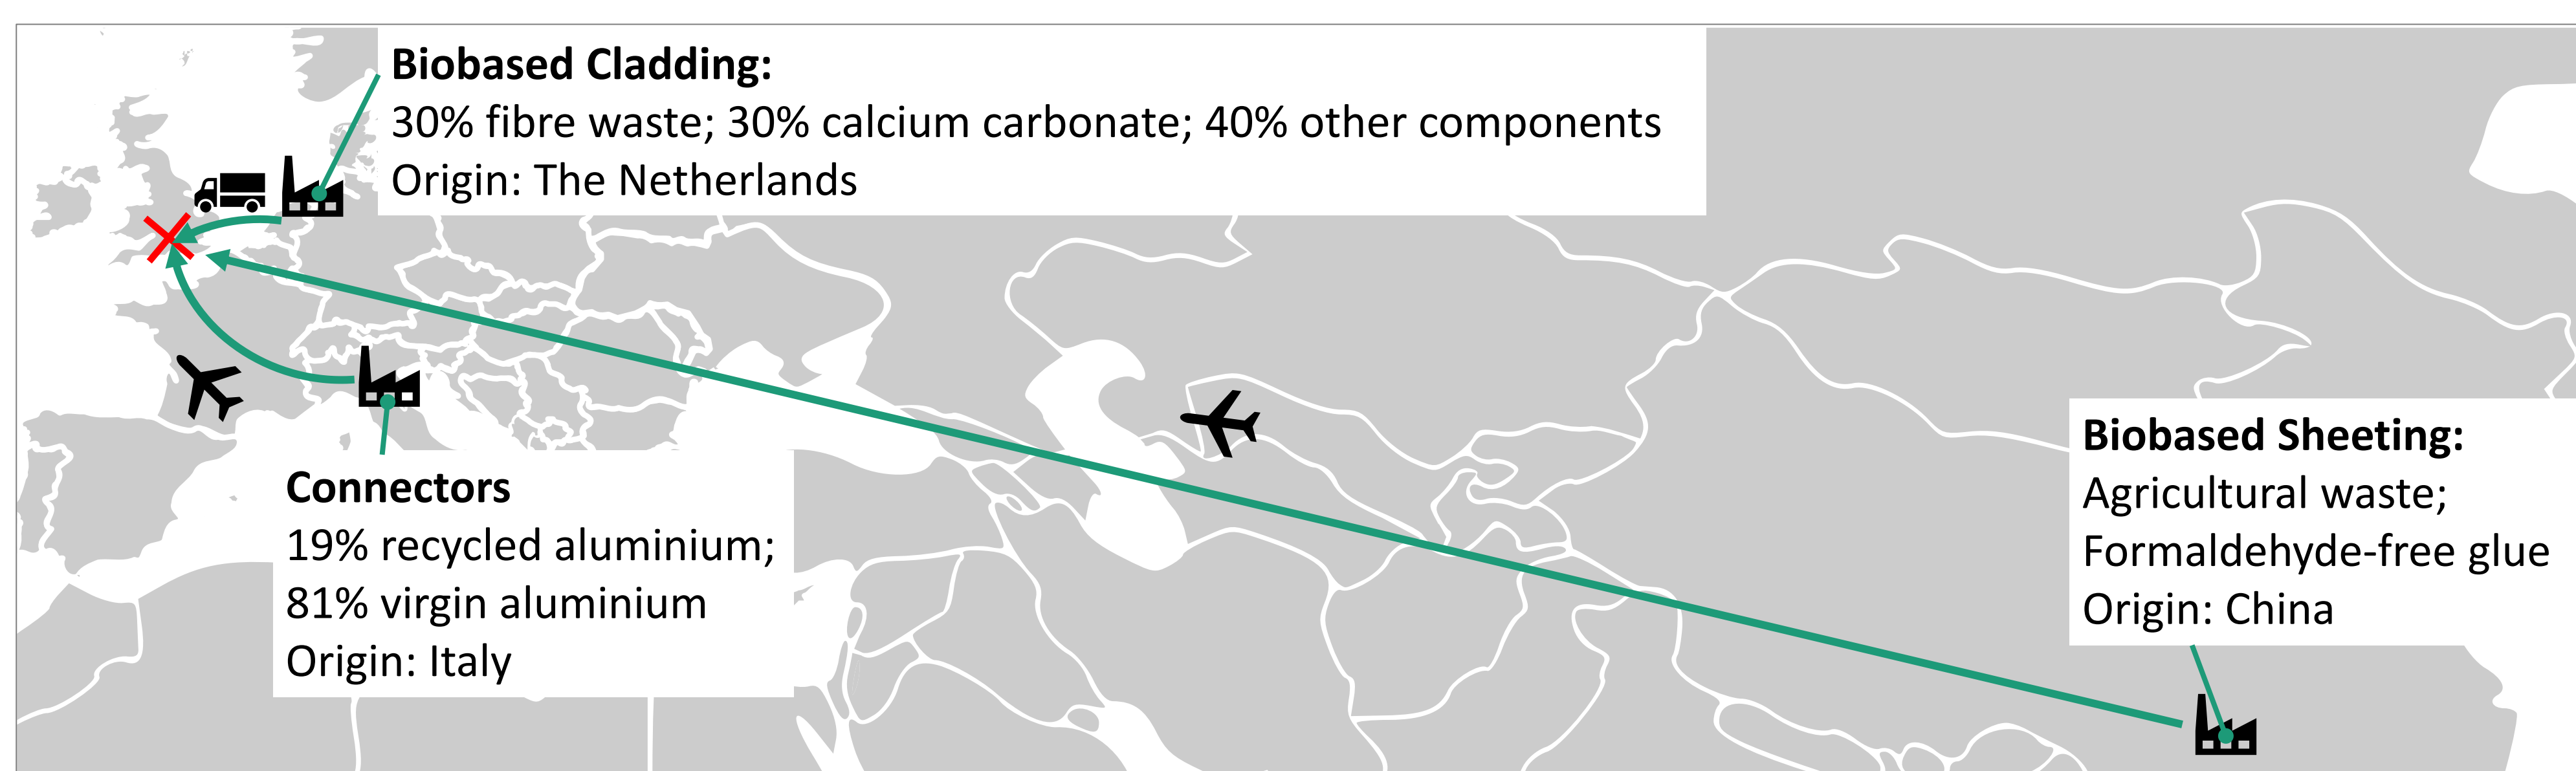 Biobased Cladding:
30% fibre waste; 30% calcium carbonate; 40% other components
Origin: The Netherlands
Connectors
19% recycled aluminium;
81% virgin aluminium
Origin: Italy
Biobased Sheeting:
Agricultural waste;
Formaldehyde-free glue
Origin: China